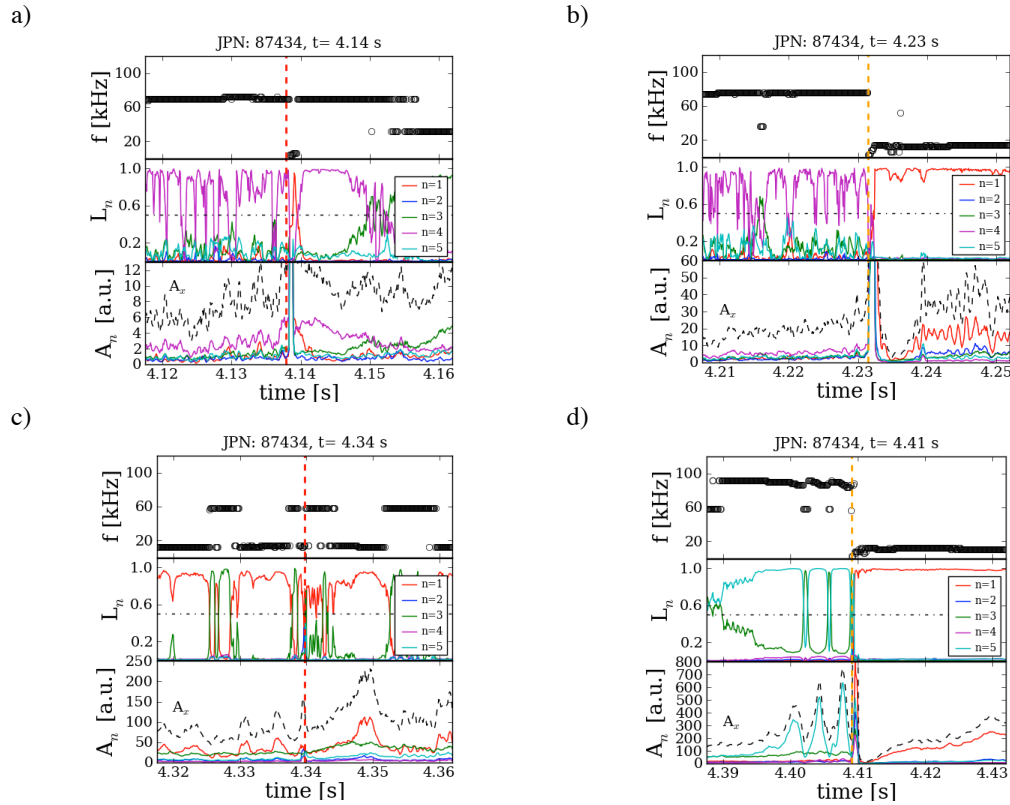 a)
JPN: 87434, t= 4.14 s
f [kHz]
100
60
20
L_n
1.0
0.6
0.2
n=1
n=2
n=3
n=4
n=5
A_n [a.u.]
12
10
8
6
4
2
0
A_x
4.12 4.13 4.14 4.15 4.16
time [s]
b)
JPN: 87434, t= 4.23 s
f [kHz]
100
60
20
L_n
1.0
0.6
0.2
n=1
n=2
n=3
n=4
n=5
A_n [a.u.]
60
50
40
30
20
10
0
A_x
4.21 4.22 4.23 4.24 4.25
time [s]
c)
JPN: 87434, t= 4.34 s
f [kHz]
100
60
20
L_n
1.0
0.6
0.2
n=1
n=2
n=3
n=4
n=5
A_n [a.u.]
250
200
150
100
50
0
A_x
4.32 4.33 4.34 4.35 4.36
time [s]
d)
JPN: 87434, t= 4.41 s
f [kHz]
100
60
20
L_n
1.0
0.6
0.2
n=1
n=2
n=3
n=4
n=5
A_n [a.u.]
800
700
600
500
400
300
200
100
0
A_x
4.39 4.40 4.41 4.42 4.43
time [s]